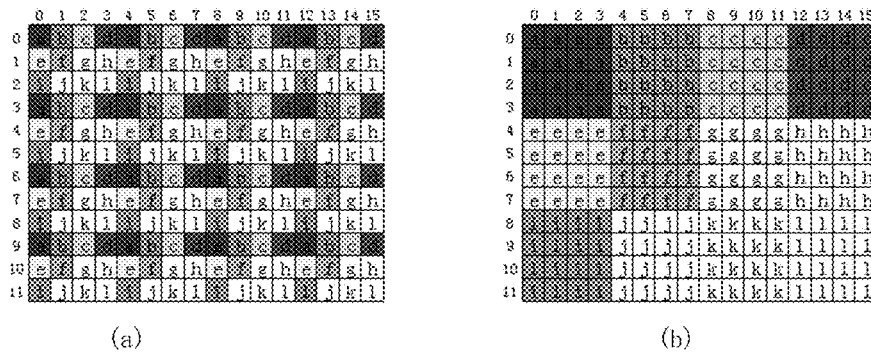 0 1 2 3 4 5 6 7 8 9 10 11 12 13 14 15
0 a b c d a b c d a b c d a b c d
1 e f g h e f g h e f g h e f g h
2 i j k l i j k l i j k l i j k l
3 a b c d a b c d a b c d a b c d
4 e f g h e f g h e f g h e f g h
5 i j k l i j k l i j k l i j k l
6 a b c d a b c d a b c d a b c d
7 e f g h e f g h e f g h e f g h
8 i j k l i j k l i j k l i j k l
9 a b c d a b c d a b c d a b c d
10 e f g h e f g h e f g h e f g h
11 i j k l i j k l i j k l i j k l
(a)
0 1 2 3 4 5 6 7 8 9 10 11 12 13 14 15
0 a a a a b b b b c c c c d d d d
1 a a a a b b b b c c c c d d d d
2 a a a a b b b b c c c c d d d d
3 a a a a b b b b c c c c d d d d
4 e e e e f f f f g g g g h h h h
5 e e e e f f f f g g g g h h h h
6 e e e e f f f f g g g g h h h h
7 e e e e f f f f g g g g h h h h
8 i i i i j j j j k k k k l l l l
9 i i i i j j j j k k k k l l l l
10 i i i i j j j j k k k k l l l l
11 i i i i j j j j k k k k l l l l
(b)